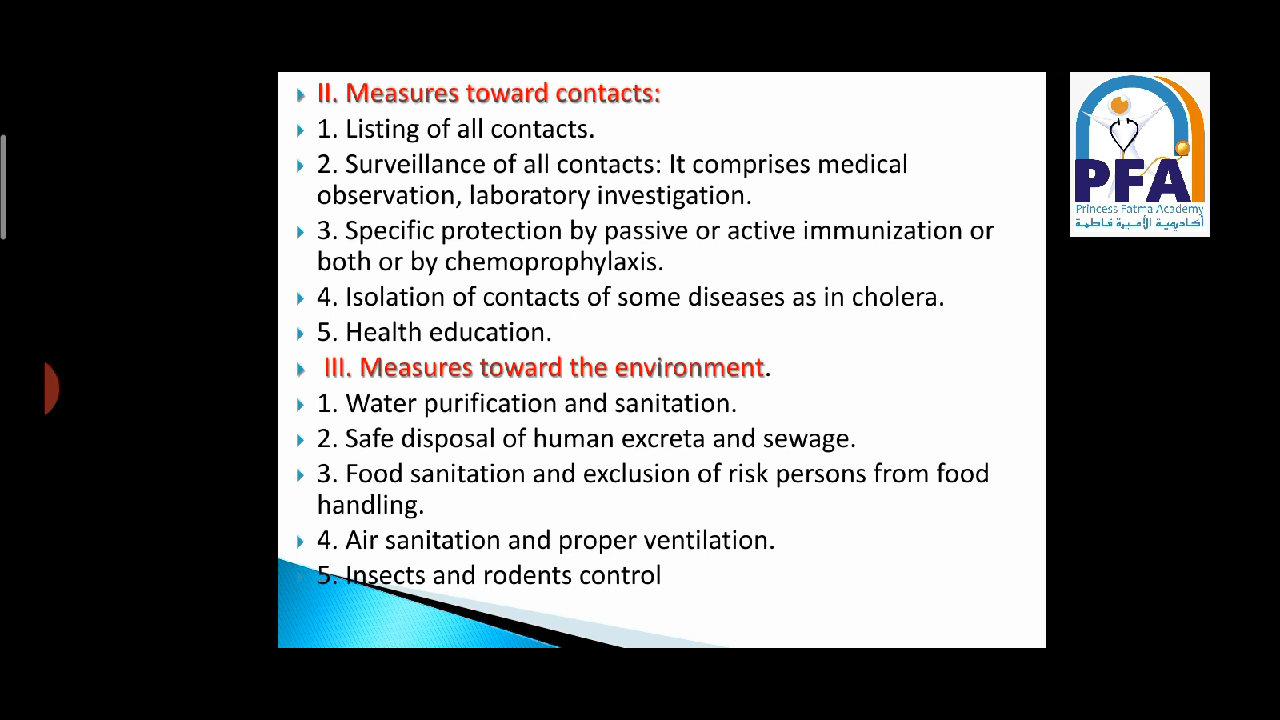 II. Measures toward contacts:
1. Listing of all contacts.
2. Surveillance of all contacts: It comprises medical
observation, laboratory investigation.
3. Specific protection by passive or active immunization or
both or by chemoprophylaxis.
4. Isolation of contacts of some diseases as in cholera.
5. Health education.
III. Measures toward the environment.
1. Water purification and sanitation.
2. Safe disposal of human excreta and sewage.
3. Food sanitation and exclusion of risk persons from food
handling.
4. Air sanitation and proper ventilation.
5. Insects and rodents control
PFA
Princess Fatma Academy
أكاديمية الأميرة فاطمة